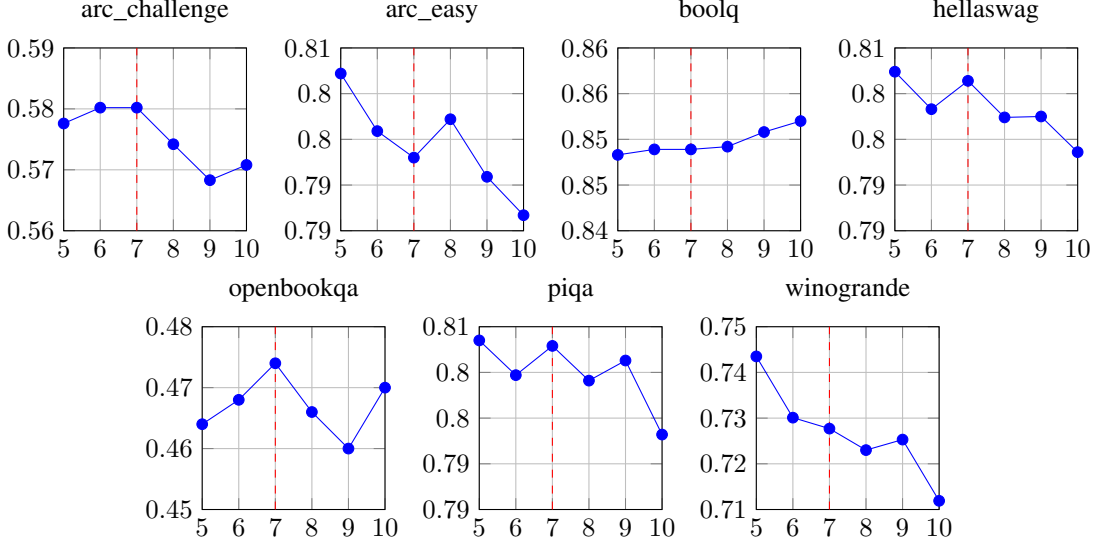 arc_challenge arc_easy boolq hellaswag
0.59 0.81 0.86 0.81
0.58 0.8 0.86 0.8
0.57 0.8 0.85 0.8
0.79 0.85 0.79
0.56 0.79 0.84 0.79
5 6 7 8 9 10 5 6 7 8 9 10 5 6 7 8 9 10 5 6 7 8 9 10
openbookqa piqa winogrande
0.48 0.81 0.75
0.47 0.8 0.74
0.8 0.73
0.46 0.79 0.72
0.45 0.79 0.71
5 6 7 8 9 10 5 6 7 8 9 10 5 6 7 8 9 10